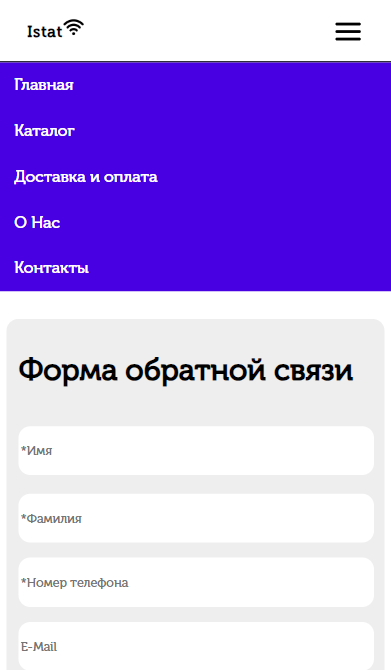 Istat
Главная
Каталог
Доставка и оплата
О Нас
Контакты
Форма обратной связи
*Имя
*Фамилия
*Номер телефона
E-Mail